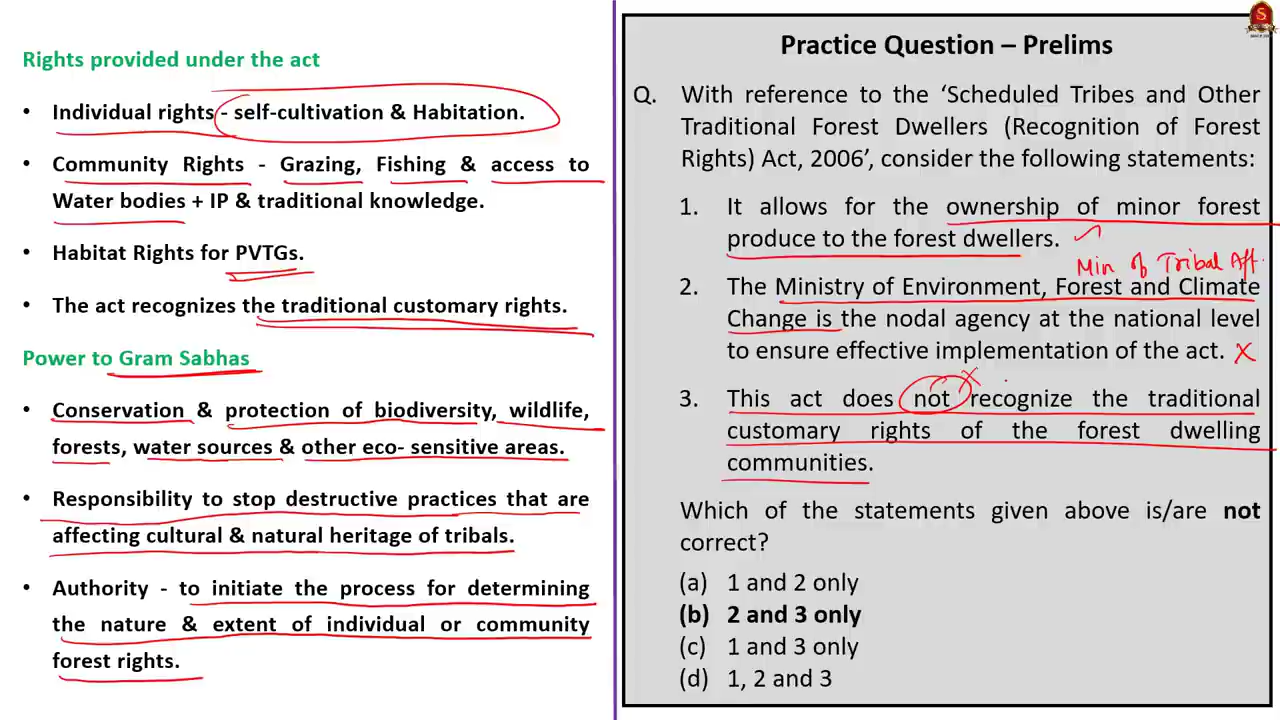 Rights provided under the act
• Individual rights - self-cultivation & Habitation.
• Community Rights - Grazing, Fishing & access to
Water bodies + IP & traditional knowledge.
• Habitat Rights for PVTGs.
• The act recognizes the traditional customary rights.
Power to Gram Sabhas
• Conservation & protection of biodiversity, wildlife,
forests, water sources & other eco- sensitive areas.
• Responsibility to stop destructive practices that are
affecting cultural & natural heritage of tribals.
• Authority - to initiate the process for determining
the nature & extent of individual or community
forest rights.
Practice Question – Prelims
Q. With reference to the ‘Scheduled Tribes and Other
Traditional Forest Dwellers (Recognition of Forest
Rights) Act, 2006’, consider the following statements:
1. It allows for the ownership of minor forest
produce to the forest dwellers.
Min of Tribal Aff.
2. The Ministry of Environment, Forest and Climate
Change is the nodal agency at the national level
to ensure effective implementation of the act. X
3. This act does not recognize the traditional
customary rights of the forest dwelling
communities.
Which of the statements given above is/are not
correct?
(a) 1 and 2 only
(b) 2 and 3 only
(c) 1 and 3 only
(d) 1, 2 and 3